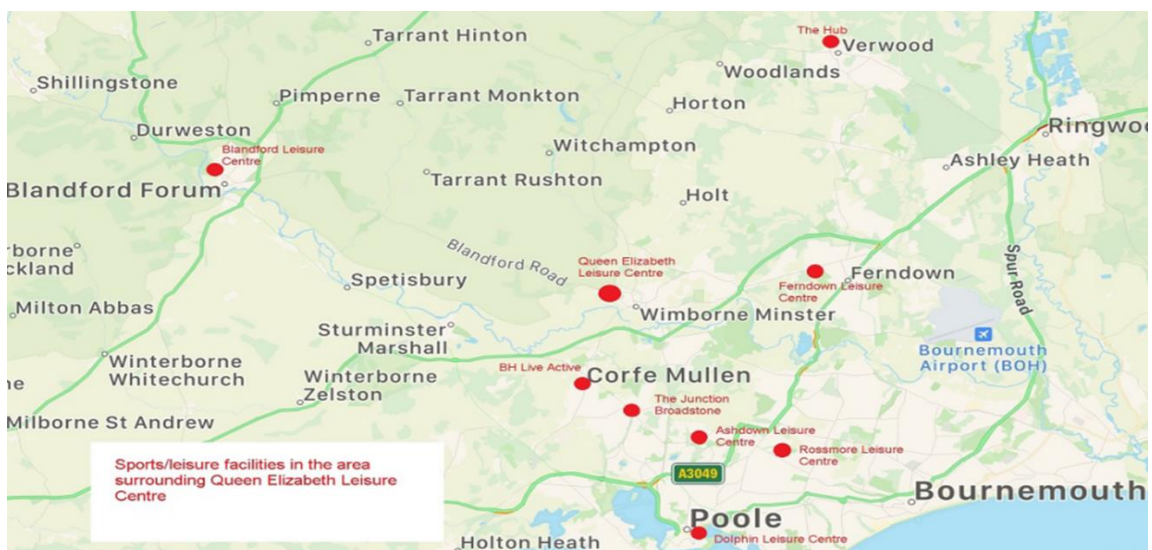 Tarrant Hinton
The Hub
Verwood
Woodlands
Shillingstone
Pimperne
Tarrant Monkton
Horton
Durweston
Ringwoo
Blandford Leisure
Centre
Witchampton
Ashley Heath
Blandford Forum
Tarrant Rushton
Holt
rborne
ckland
Blandford Road
Queen Elizabeth
Leisure Centre
Spur Road
Spetisbury
Ferndown
Ferndown Leisure
Centre
Milton Abbas
Wimborne Minster
Sturminster
Marshall
Bournemouth
Airport (BOH)
Winterborne
Whitechurch
BH Live Active
Corfe Mullen
ne
Winterborne
Zelston
The Junction
Broadstone
Milborne St Andrew
Ashdown Leisure
Centre
Rossmore Leisure
Centre
Sports/leisure facilities in the area
surrounding Queen Elizabeth Leisure
Centre
A3049
Bournemouth
Poole
Dolphin Leisure Centre
Holton Heath